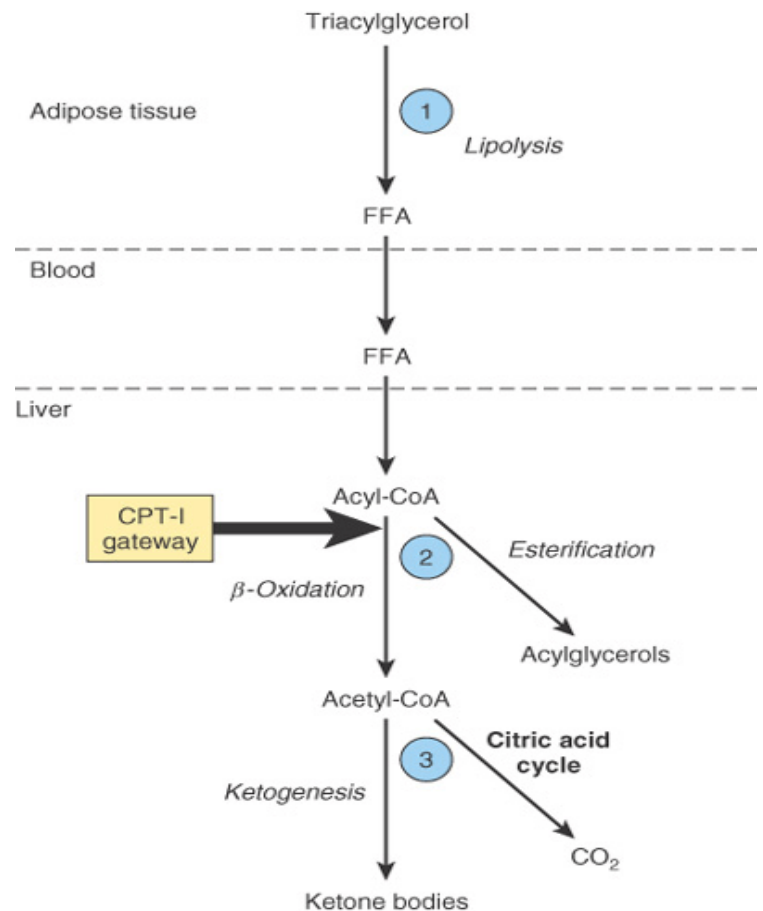 Triacylglycerol
Adipose tissue
1
Lipolysis
FFA
Blood
FFA
Liver
Acyl-CoA
CPT-I
gateway
2
Esterification
β-Oxidation
Acylglycerols
Acetyl-CoA
Citric acid
cycle
3
Ketogenesis
CO₂
Ketone bodies